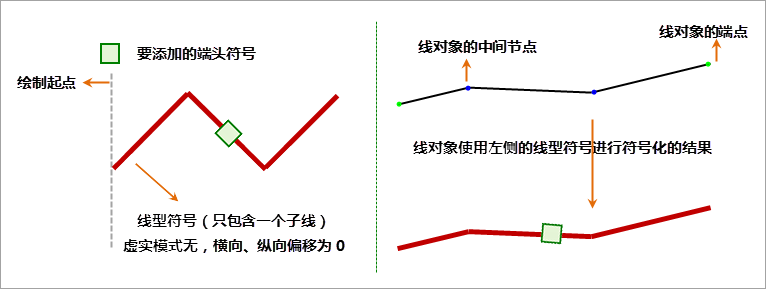 要添加的端头符号
绘制起点
线型符号（只包含一个子线）
虚实模式无，横向、纵向偏移为 0
线对象的端点
线对象的中间节点
线对象使用左侧的线型符号进行符号化的结果